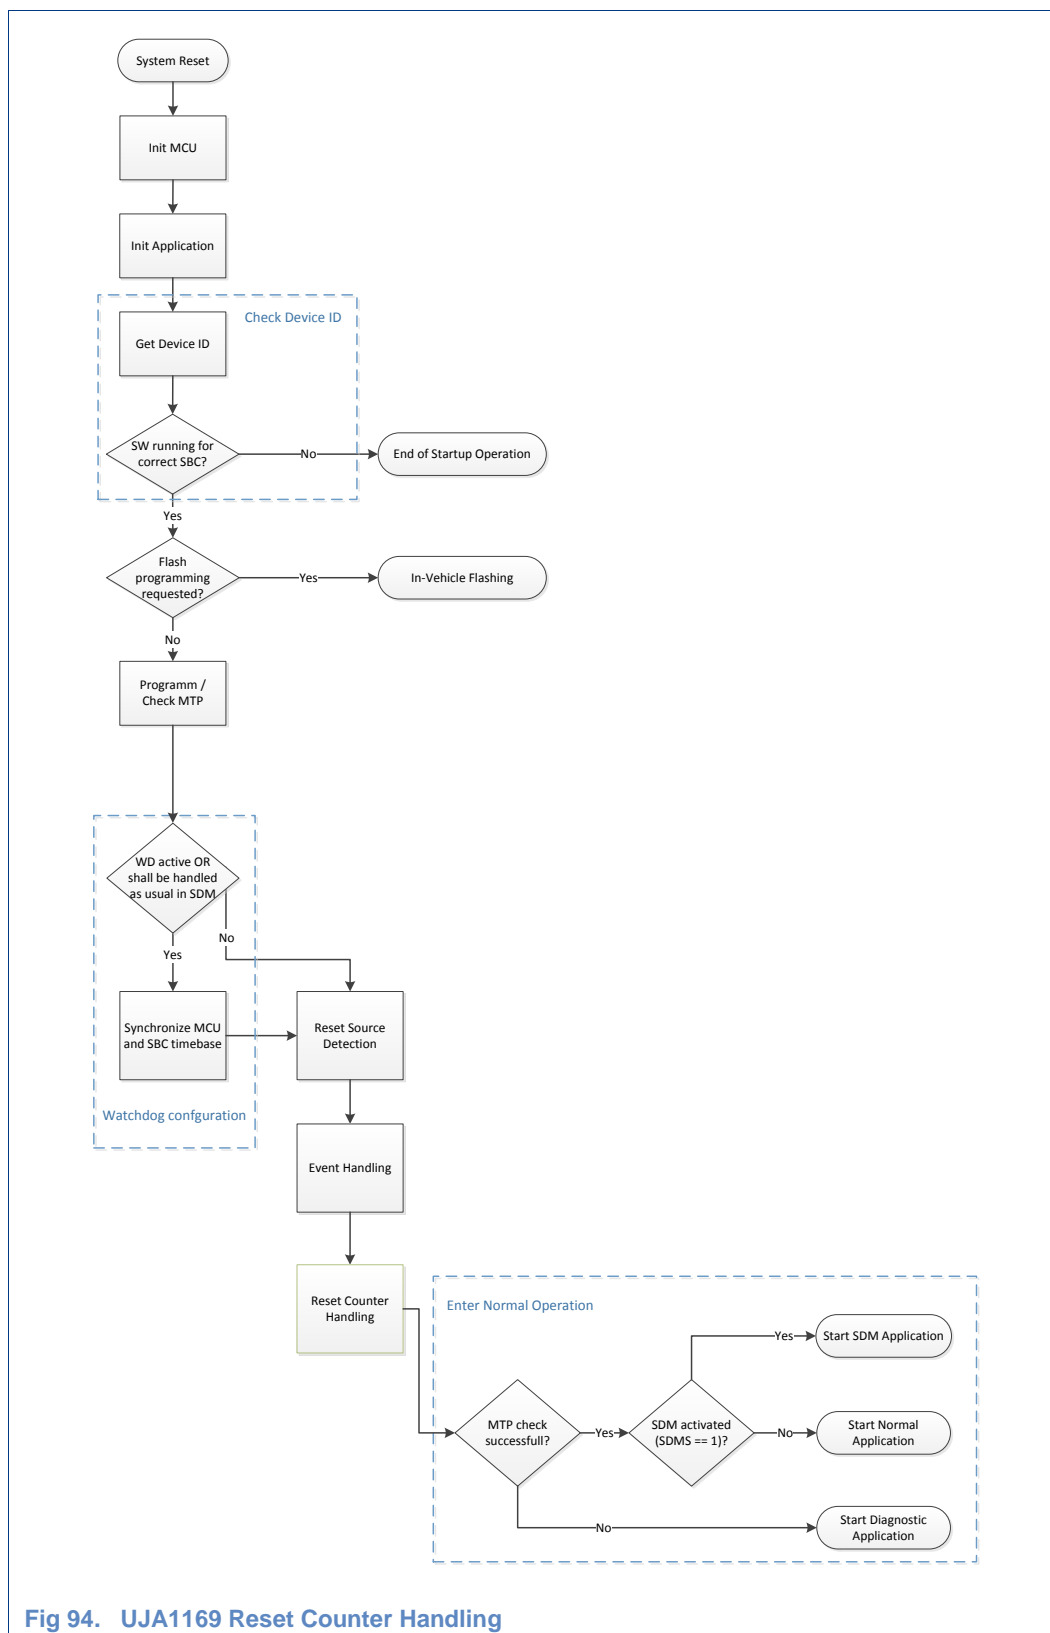 System Reset
Init MCU
Init Application
Check Device ID
Get Device ID
SW running for
correct SBC?
No
End of Startup Operation
Yes
Flash
programming
requested?
Yes
In-Vehicle Flashing
No
Programm /
Check MTP
WD active OR
shall be handled
as usual in SDM
No
Yes
Synchronize MCU
and SBC timebase
Reset Source
Detection
Watchdog confguration
Event Handling
Reset Counter
Handling
Enter Normal Operation
Yes
Start SDM Application
MTP check
successfull?
Yes
SDM activated
(SDMS == 1)?
No
Start Normal
Application
No
Start Diagnostic
Application
Fig 94. UJA1169 Reset Counter Handling